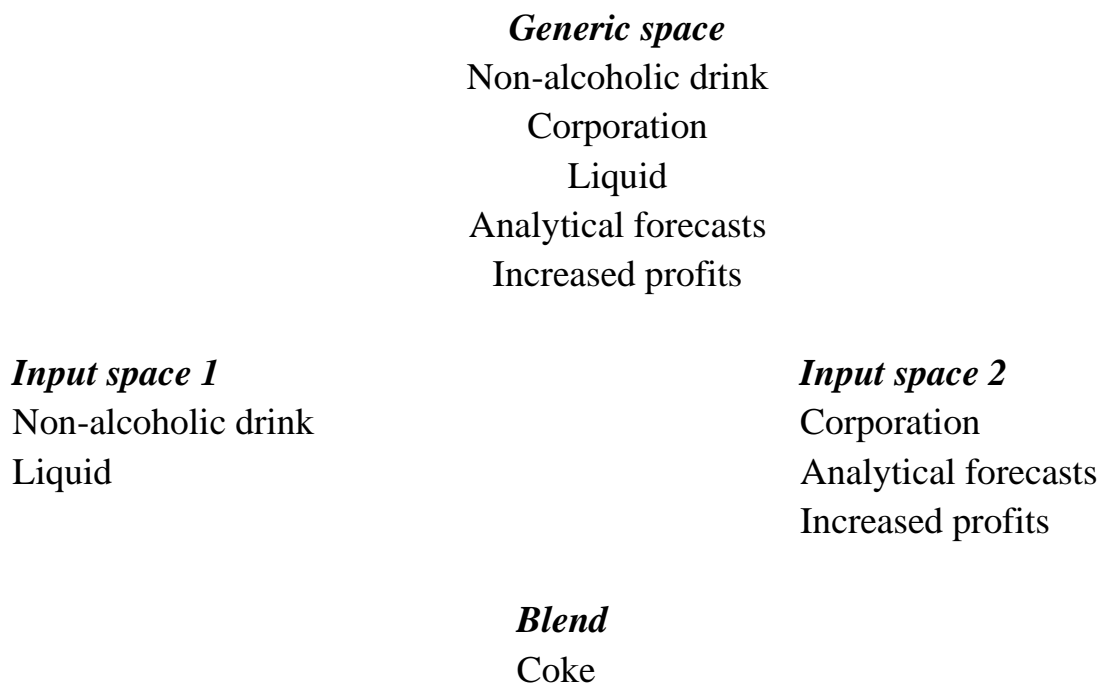 Generic space
Non-alcoholic drink
Corporation
Liquid
Analytical forecasts
Increased profits
Input space 1
Non-alcoholic drink
Liquid
Input space 2
Corporation
Analytical forecasts
Increased profits
Blend
Coke